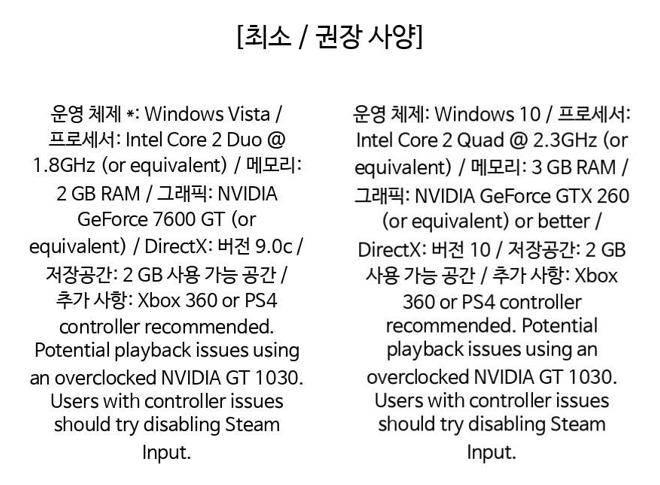 [최소 / 권장 사양]
운영 체제 *: Windows Vista /
프로세서: Intel Core 2 Duo @
1.8GHz (or equivalent) / 메모리:
2 GB RAM / 그래픽: NVIDIA
GeForce 7600 GT (or
equivalent) / DirectX: 버전 9.0c /
저장공간: 2 GB 사용 가능 공간 /
추가 사항: Xbox 360 or PS4
controller recommended.
Potential playback issues using
an overclocked NVIDIA GT 1030.
Users with controller issues
should try disabling Steam
Input.
운영 체제: Windows 10 / 프로세서:
Intel Core 2 Quad @ 2.3GHz (or
equivalent) / 메모리: 3 GB RAM /
그래픽: NVIDIA GeForce GTX 260
(or equivalent) or better /
DirectX: 버전 10 / 저장공간: 2 GB
사용 가능 공간 / 추가 사항: Xbox
360 or PS4 controller
recommended. Potential
playback issues using an
overclocked NVIDIA GT 1030.
Users with controller issues
should try disabling Steam
Input.